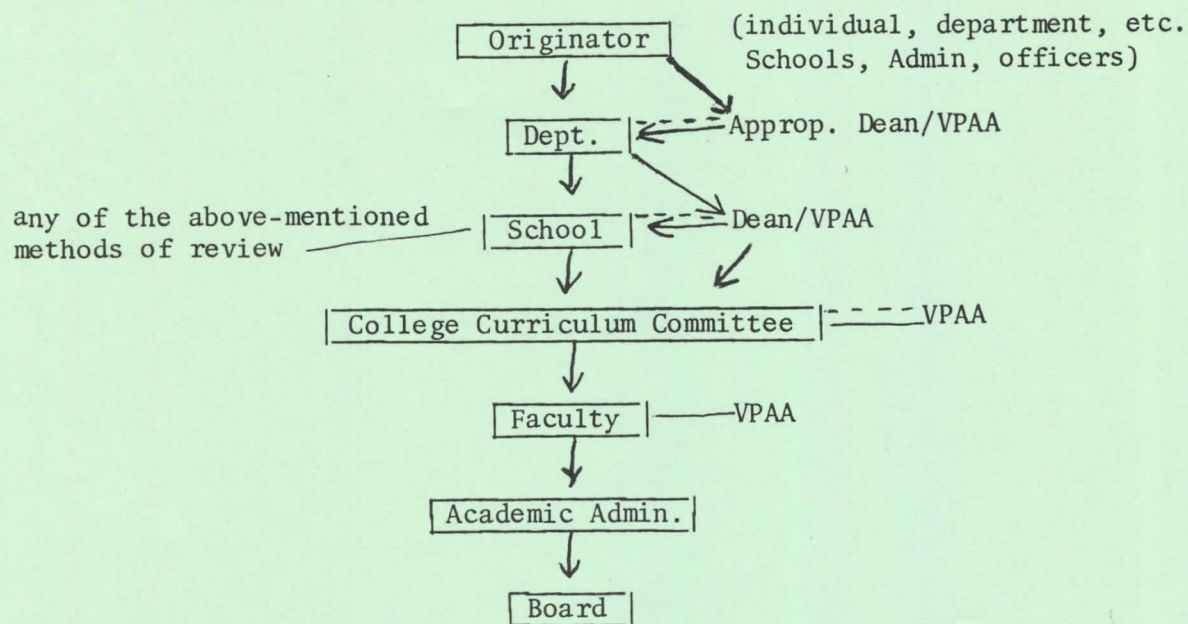 Originator
(individual, department, etc.
Schools, Admin, officers)
Dept.
Approp. Dean/VPAA
any of the above-mentioned
methods of review
School
Dean/VPAA
College Curriculum Committee
VPAA
Faculty
VPAA
Academic Admin.
Board